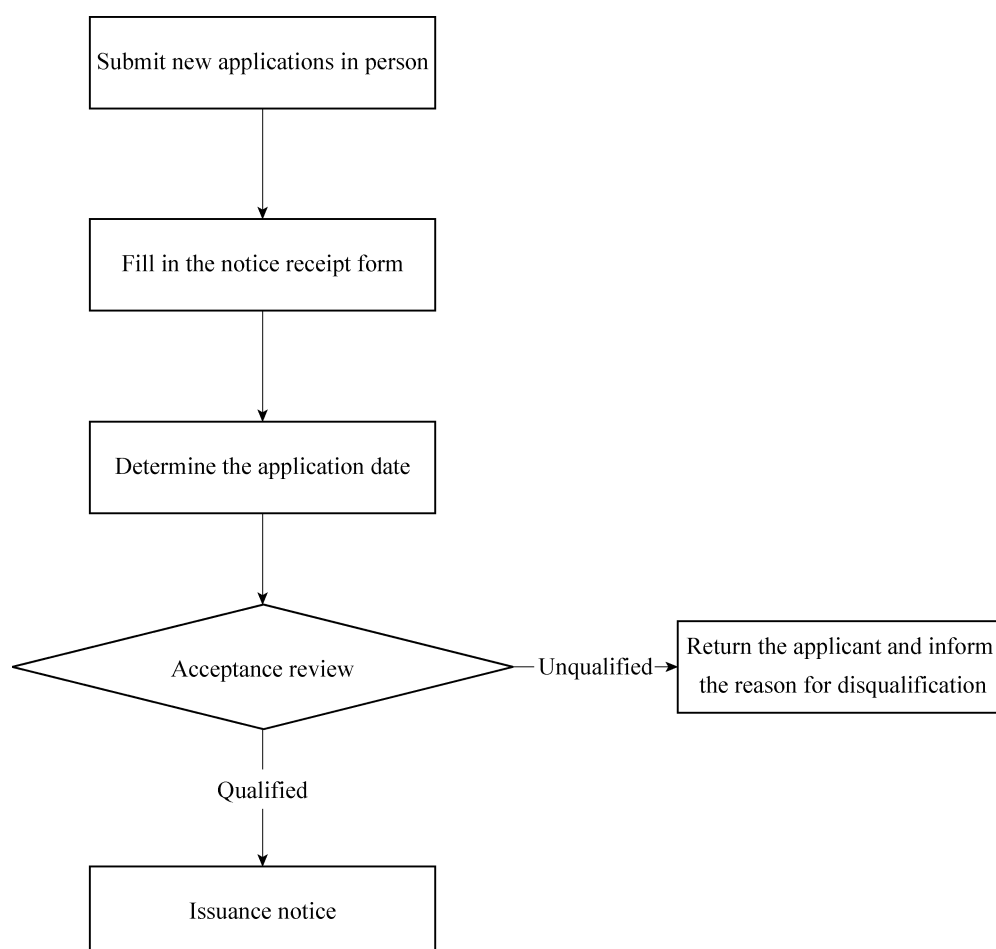 Submit new applications in person
Fill in the notice receipt form
Determine the application date
Acceptance review
Unqualified
Return the applicant and inform
the reason for disqualification
Qualified
Issuance notice